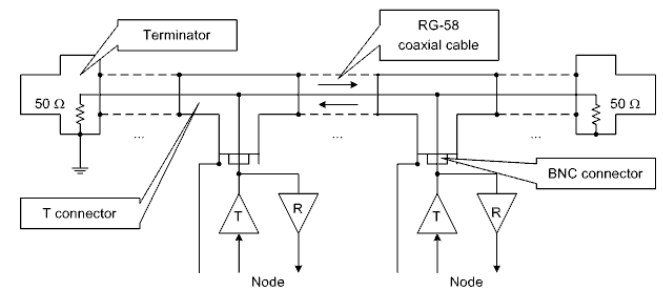 Terminator
RG-58
coaxial cable
50 Ω
50 Ω
...
...
...
T connector
BNC connector
T
R
T
R
Node
Node